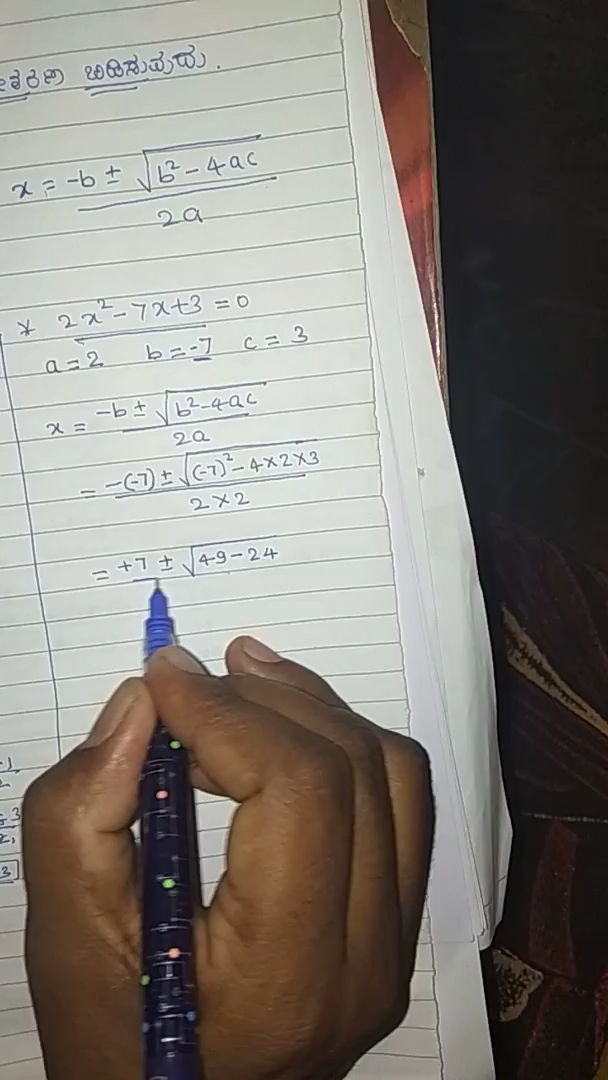 ಬಿಡಿಸುವುದು.
x = -b ± √b² - 4ac
2a
* 2x² - 7x + 3 = 0
a = 2 b = -7 c = 3
x = -b ± √b² - 4ac
2a
= -(-7) ± √(-7)² - 4×2×3
2×2
= +7 ± √49 - 24